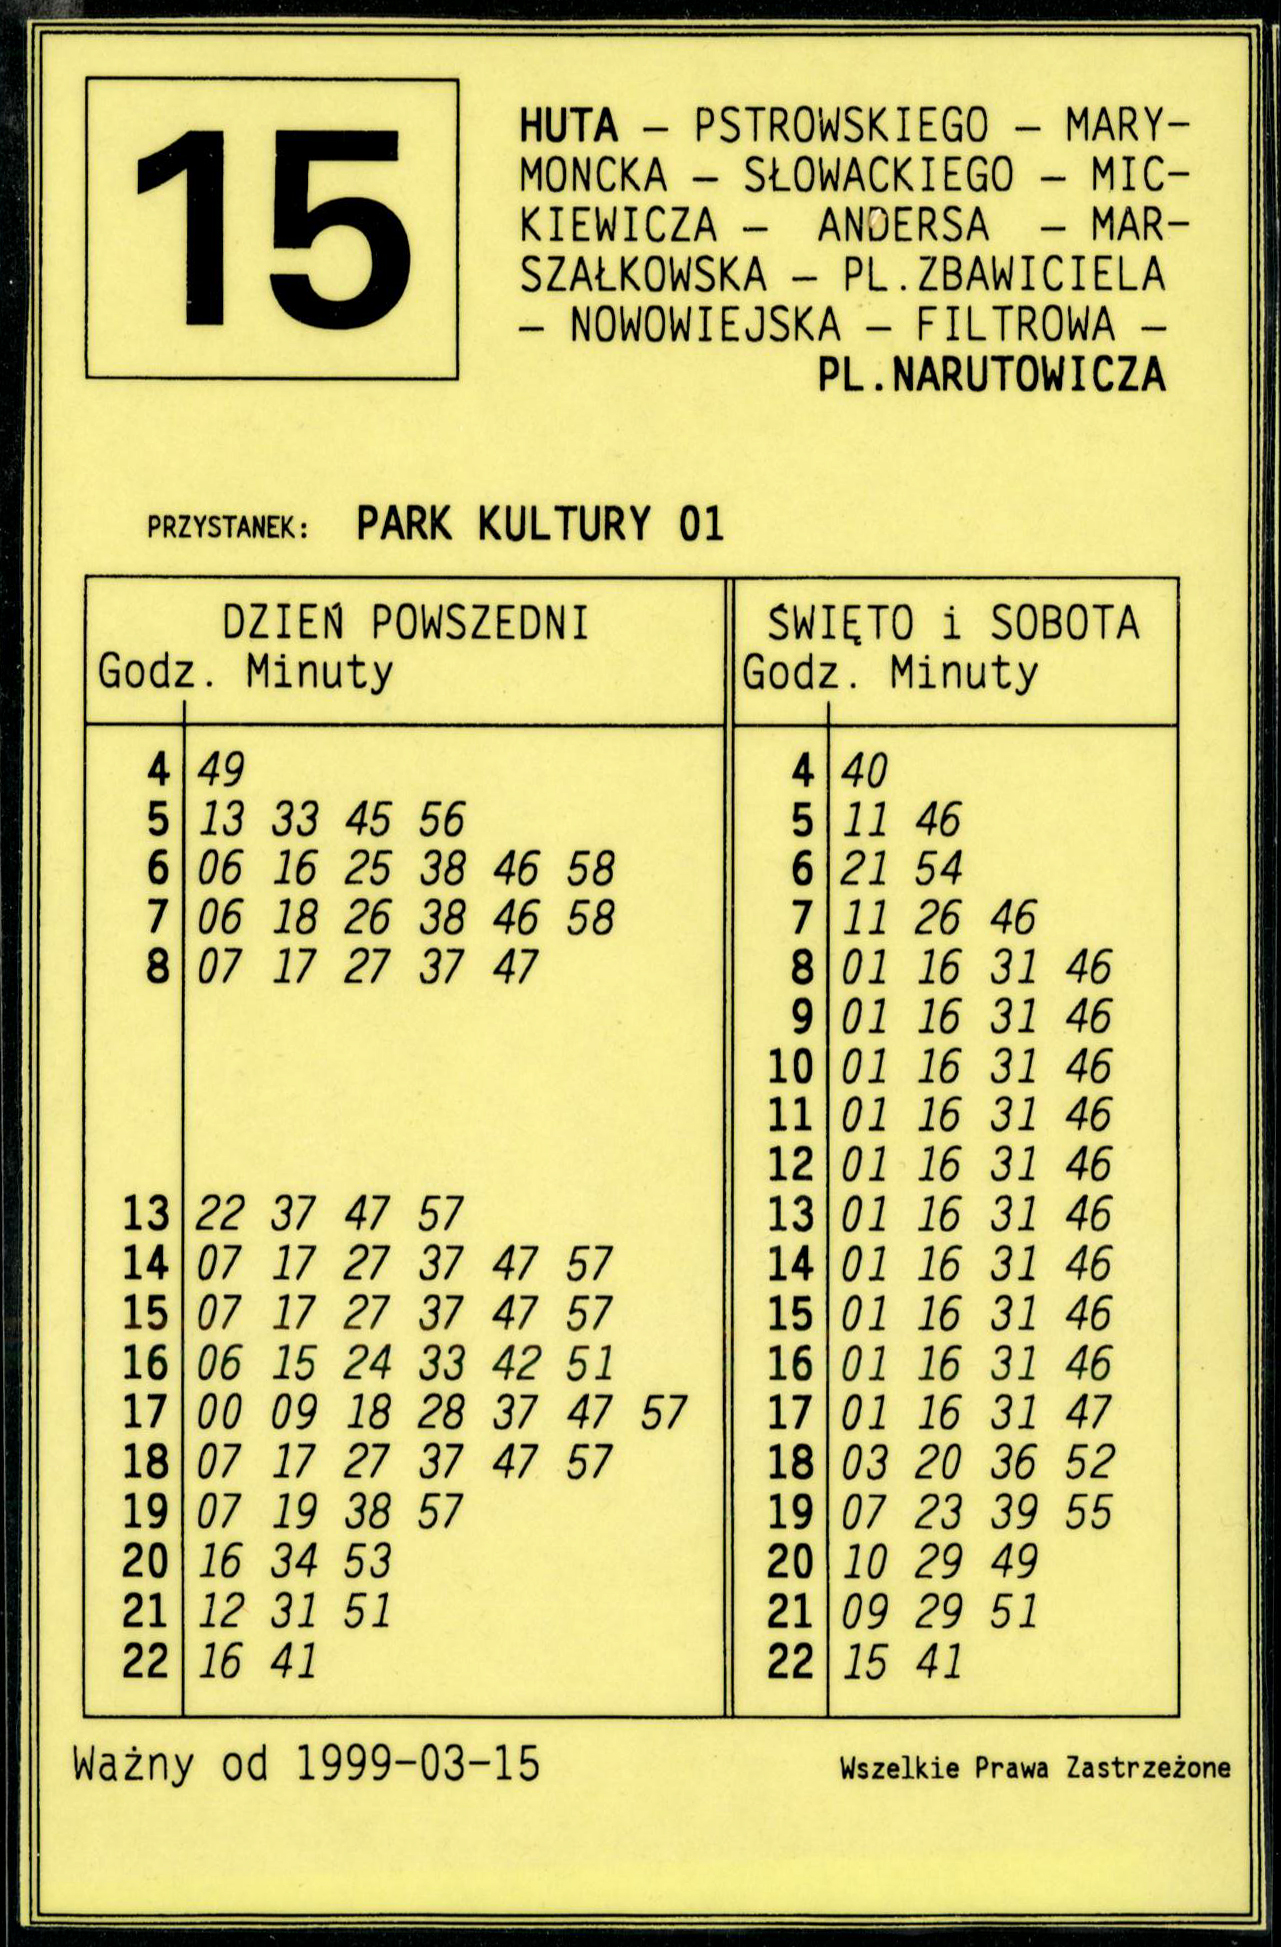 15
HUTA – PSTROWSKIEGO – MARY-
MONCKA – SŁOWACKIEGO – MIC-
KIEWICZA – ANDERSA – MAR-
SZAŁKOWSKA – PL.ZBAWICIELA
– NOWOWIEJSKA – FILTROWA –
PL.NARUTOWICZA
PRZYSTANEK: PARK KULTURY 01
DZIEŃ POWSZEDNI
Godz. Minuty
4 49
5 13 33 45 56
6 06 16 25 38 46 58
7 06 18 26 38 46 58
8 07 17 27 37 47
13 22 37 47 57
14 07 17 27 37 47 57
15 07 17 27 37 47 57
16 06 15 24 33 42 51
17 00 09 18 28 37 47 57
18 07 17 27 37 47 57
19 07 19 38 57
20 16 34 53
21 12 31 51
22 16 41
ŚWIĘTO i SOBOTA
Godz. Minuty
4 40
5 11 46
6 21 54
7 11 26 46
8 01 16 31 46
9 01 16 31 46
10 01 16 31 46
11 01 16 31 46
12 01 16 31 46
13 01 16 31 46
14 01 16 31 46
15 01 16 31 46
16 01 16 31 46
17 01 16 31 47
18 03 20 36 52
19 07 23 39 55
20 10 29 49
21 09 29 51
22 15 41
Ważny od 1999-03-15
Wszelkie Prawa Zastrzeżone